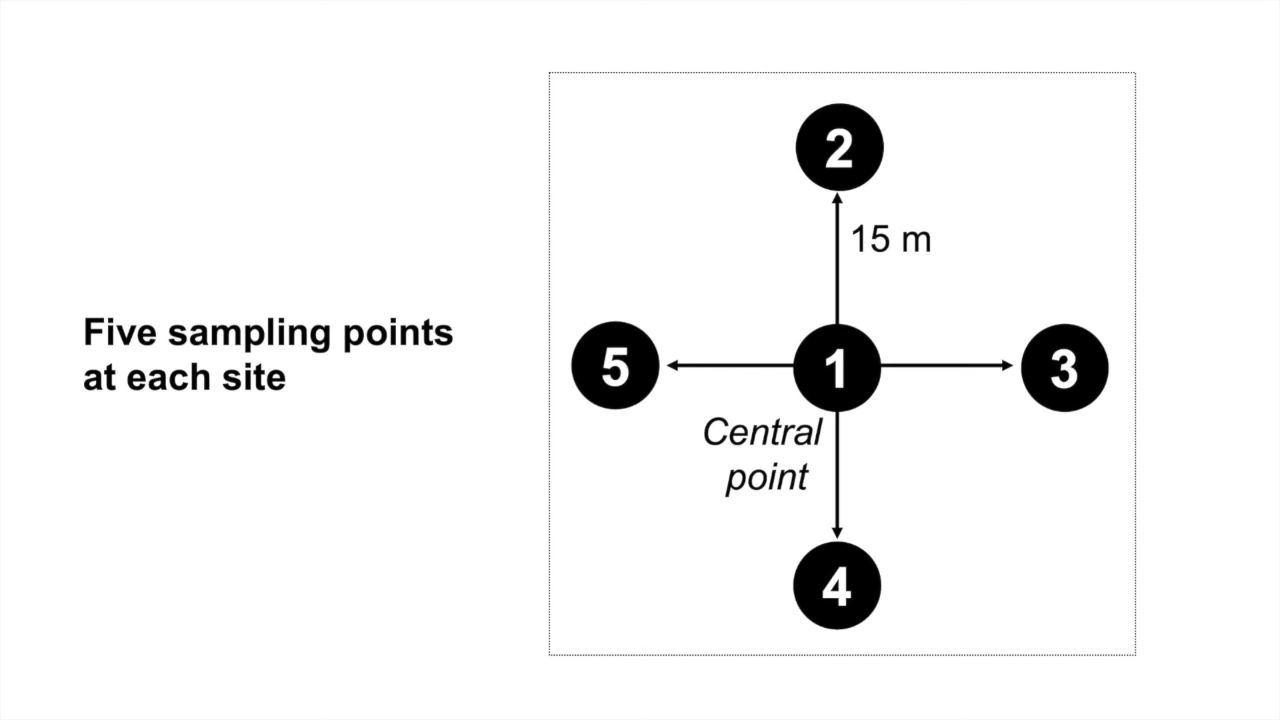 Five sampling points
at each site
2
15 m
5
1
3
Central
point
4